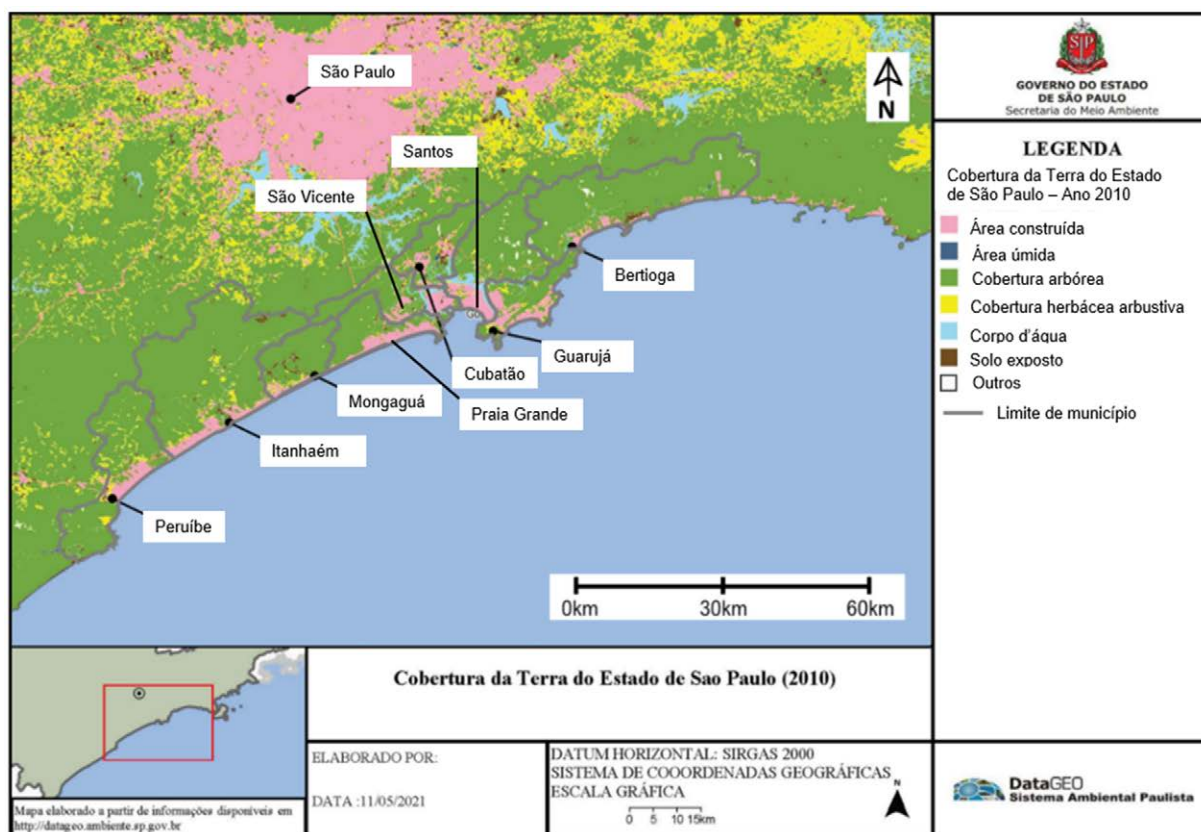 São Paulo
Santos
São Vicente
Bertioga
Guarujá
Cubatão
Praia Grande
Mongaguá
Itanhaém
Peruíbe
N
0km 30km 60km
SP
GOVERNO DO ESTADO
DE SÃO PAULO
Secretaria do Meio Ambiente
LEGENDA
Cobertura da Terra do Estado
de São Paulo – Ano 2010
Área construída
Área úmida
Cobertura arbórea
Cobertura herbácea arbustiva
Corpo d'água
Solo exposto
Outros
Limite de município
Cobertura da Terra do Estado de Sao Paulo (2010)
Mapa elaborado a partir de informações disponíveis em
http://datageo.ambiente.sp.gov.br
ELABORADO POR:
DATA :11/05/2021
DATUM HORIZONTAL: SIRGAS 2000
SISTEMA DE COOORDENADAS GEOGRÁFICAS
ESCALA GRÁFICA
0 5 10 15km
N
DataGEO
Sistema Ambiental Paulista